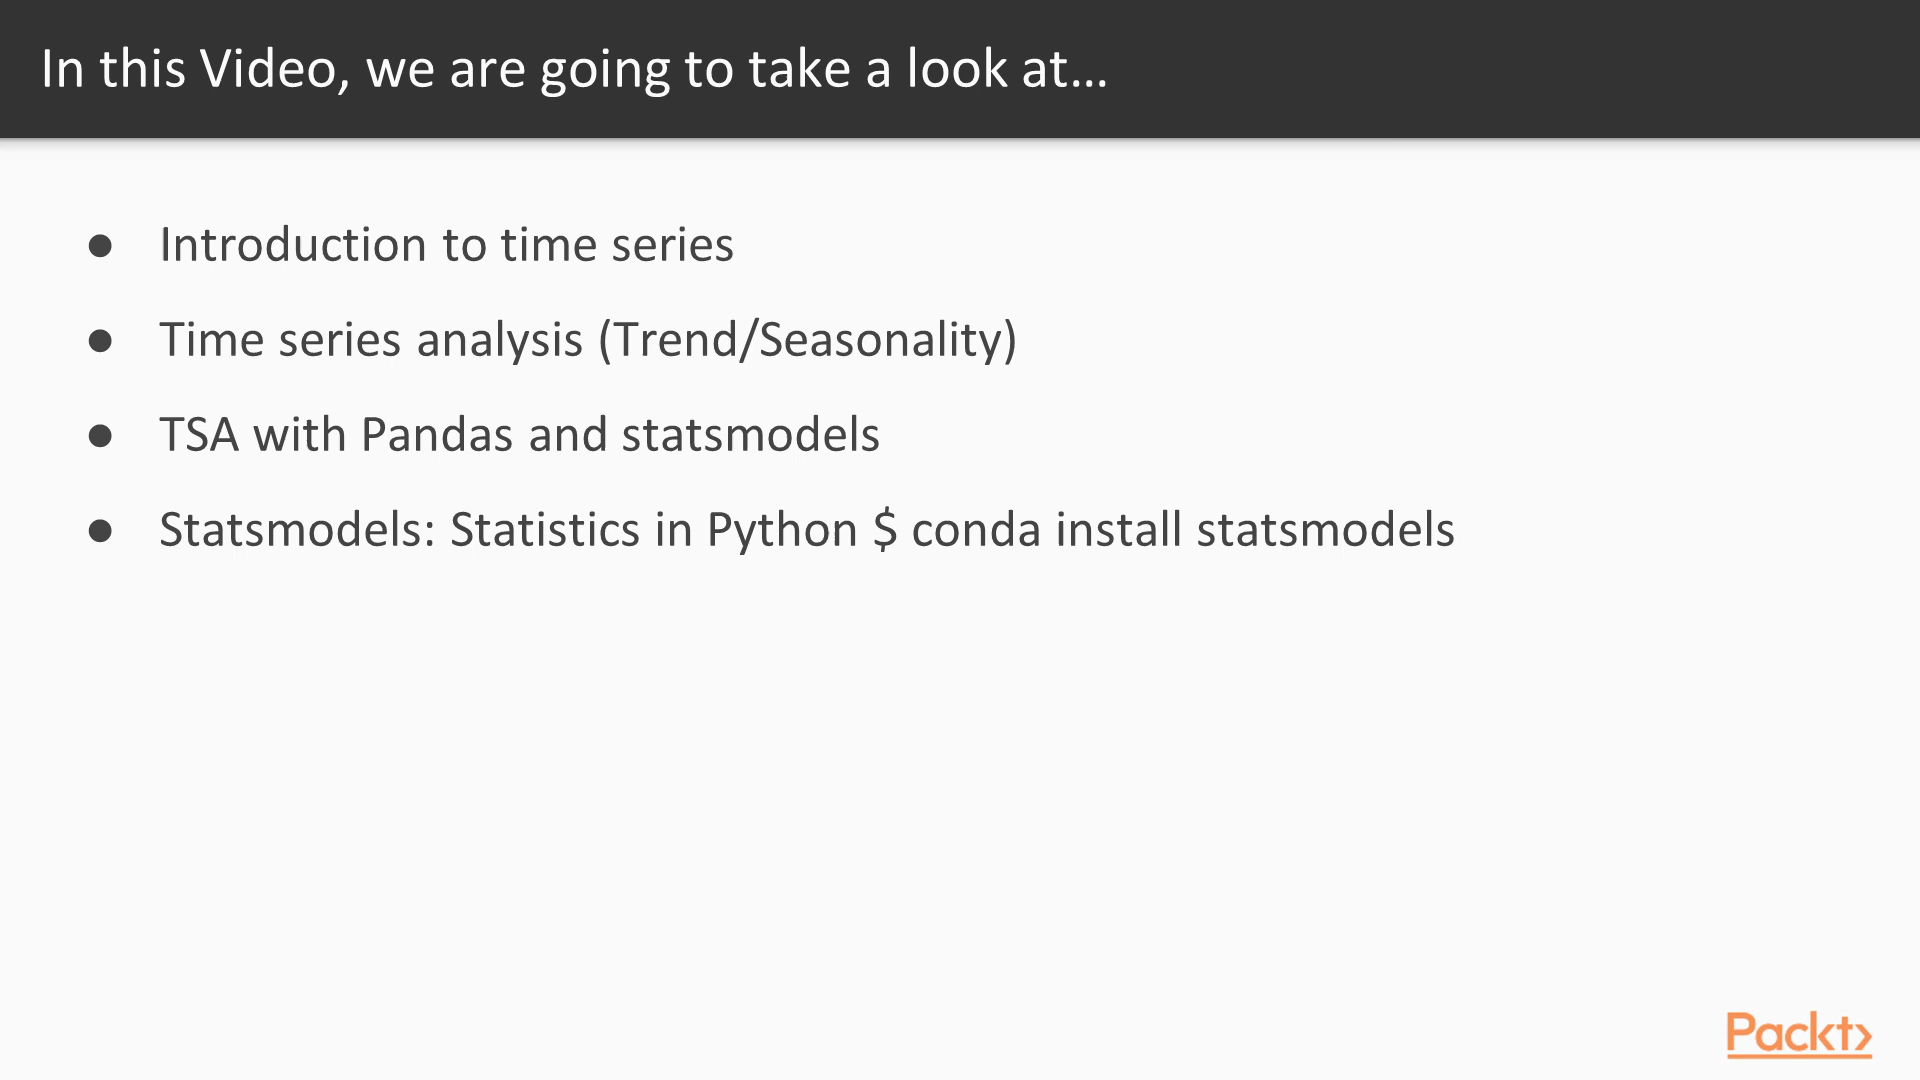 In this Video, we are going to take a look at...
● Introduction to time series
● Time series analysis (Trend/Seasonality)
● TSA with Pandas and statsmodels
● Statsmodels: Statistics in Python $ conda install statsmodels
Packt>